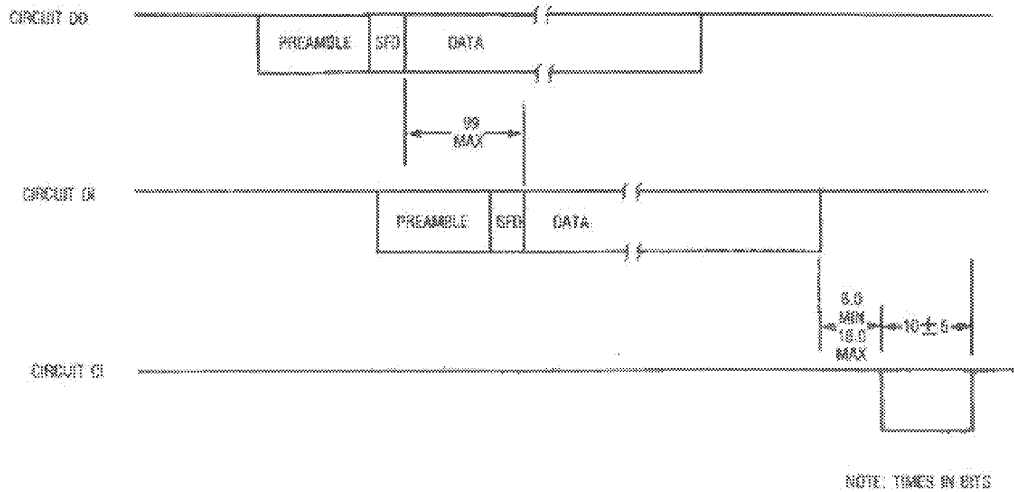 CIRCUIT DO
PREAMBLE SFD DATA
99
MAX
CIRCUIT DI
PREAMBLE SFD DATA
6.0
MIN
16.0
MAX
10 ± 5
CIRCUIT CI
NOTE: TIMES IN BITS